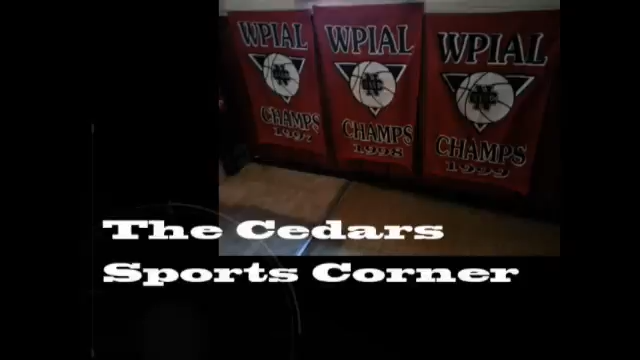 WPIAL
CHAMPS
1997
WPIAL
CHAMPS
1998
WPIAL
CHAMPS
1999
The Cedars
Sports Corner